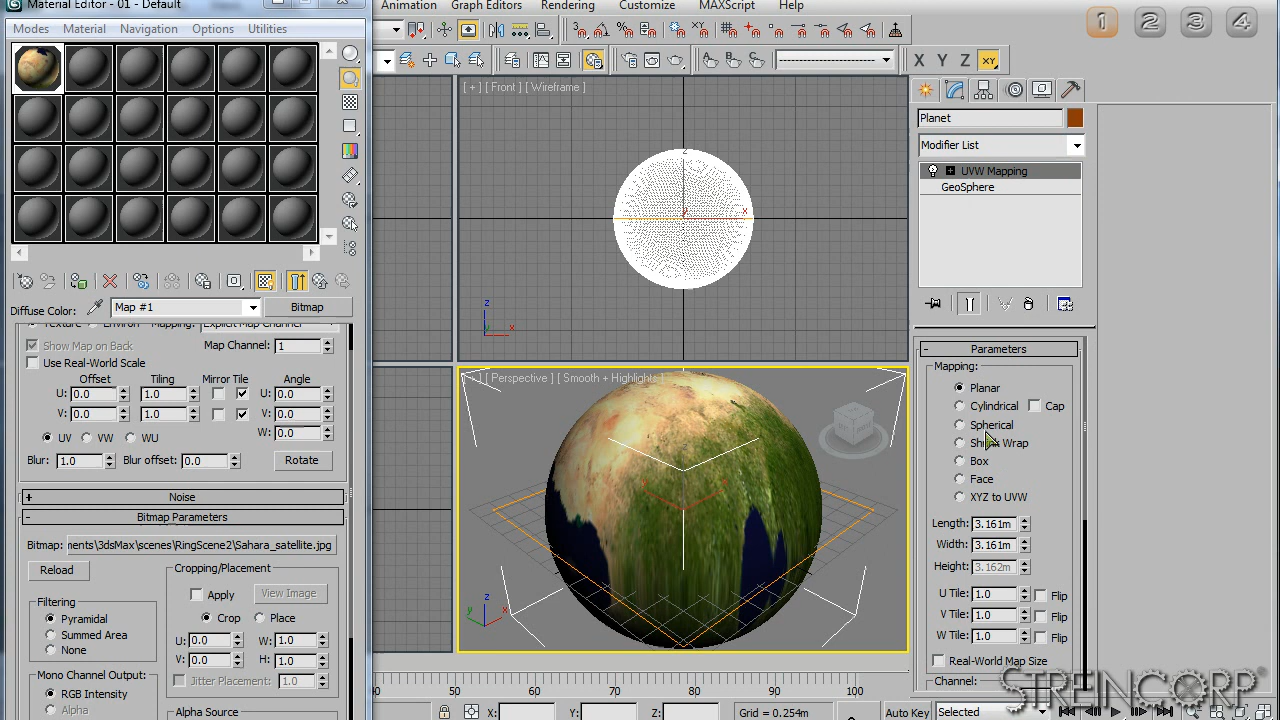 Material Editor - 01 - Default
Modes Material Navigation Options Utilities
Animation Graph Editors Rendering Customize MAXScript Help
1 2 3 4
X Y Z XY
[ + ] [ Front ] [ Wireframe ]
z
x
z
x
Planet
Modifier List
UVW Mapping
GeoSphere
Diffuse Color: Map #1 Bitmap
Texture Environ Mapping: Explicit Map Channel
Show Map on Back Map Channel: 1
Use Real-World Scale
Offset Tiling Mirror Tile Angle
U: 0.0 1.0 U: 0.0
V: 0.0 1.0 V: 0.0
W: 0.0
UV VW WU
Blur: 1.0 Blur offset: 0.0 Rotate
+ Noise
- Bitmap Parameters
Bitmap: nents\3dsMax\scenes\RingScene2\Sahara_satellite.jpg
Reload
Cropping/Placement
Apply View Image
Crop Place
U: 0.0 W: 1.0
V: 0.0 H: 1.0
Jitter Placement: 1.0
Filtering
Pyramidal
Summed Area
None
Mono Channel Output:
RGB Intensity
Alpha
Alpha Source
[ + ] [ Perspective ] [ Smooth + Highlights ]
z
y x
- Parameters
Mapping:
Planar
Cylindrical Cap
Spherical
Shrink Wrap
Box
Face
XYZ to UVW
Length: 3.161m
Width: 3.161m
Height: 3.162m
U Tile: 1.0 Flip
V Tile: 1.0 Flip
W Tile: 1.0 Flip
Real-World Map Size
Channel:
STREINCORP
40 50 60 70 80 90 100
X: Y: Z: Grid = 0.254m Auto Key Selected